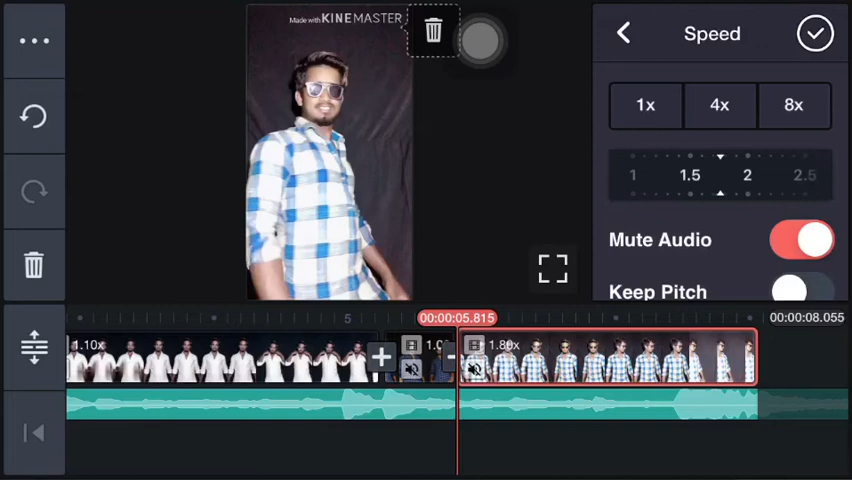 Made with KINEMASTER
Speed
1x 4x 8x
1 1.5 2 2.5
Mute Audio
Keep Pitch
5 00:00:05.815 00:00:08.055
1.10x 1.80x